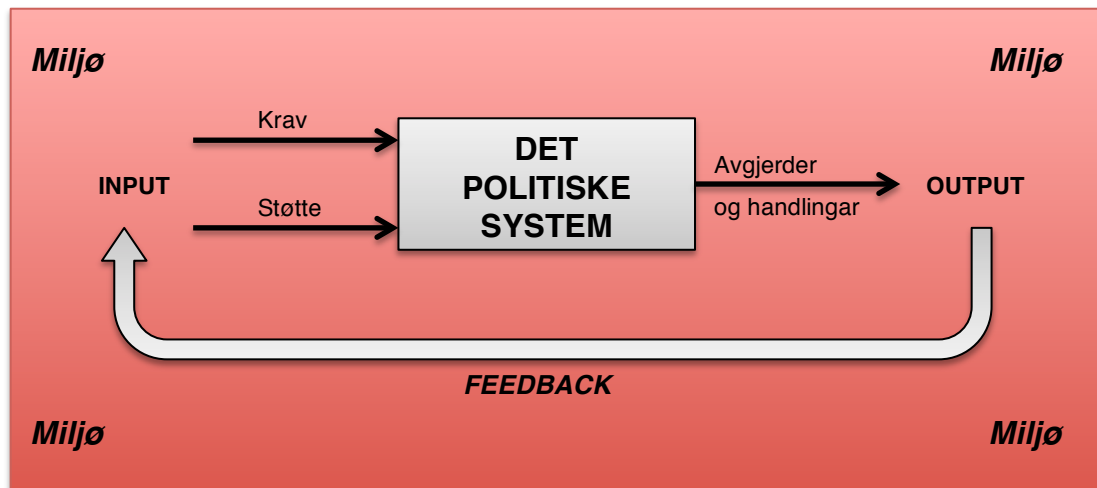 Miljø
Miljø
Krav
INPUT
Støtte
DET
POLITISKE
SYSTEM
Avgjerder
og handlingar
OUTPUT
FEEDBACK
Miljø
Miljø